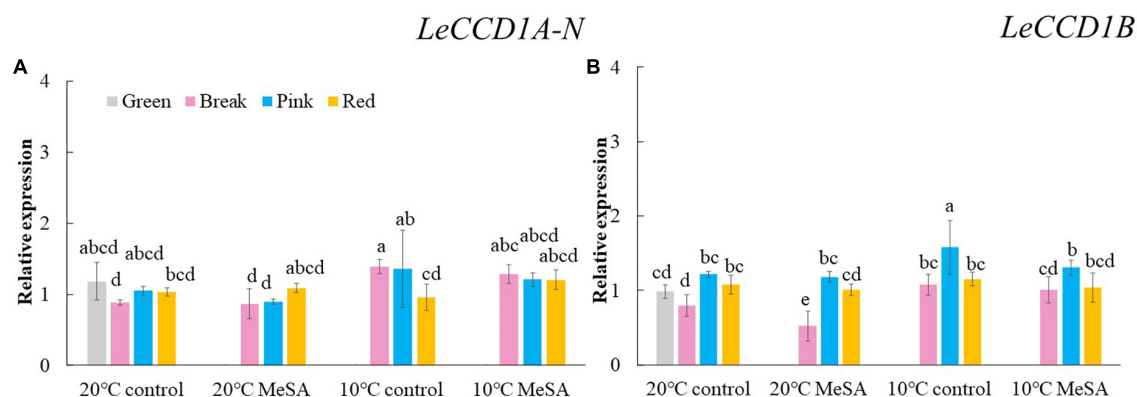 LeCCD1A-N
A
4
3
2
1
0
Relative expression
Green Break Pink Red
abcd d abcd bcd
d d abcd
a ab cd
abc abcd abcd
20°C control 20°C MeSA 10°C control 10°C MeSA
LeCCD1B
B
4
3
2
1
0
Relative expression
cd d bc bc
e bc cd
bc a bc
cd b bcd
20°C control 20°C MeSA 10°C control 10°C MeSA